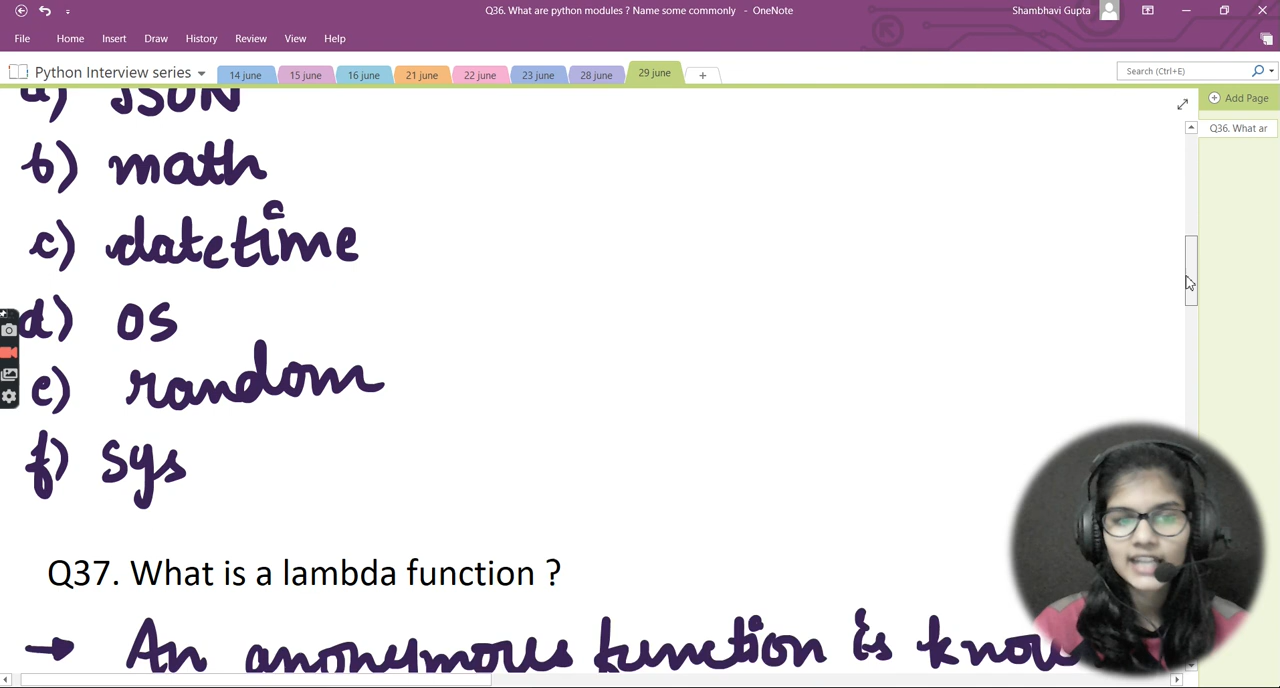 Q36. What are python modules ? Name some commonly - OneNote
Shambhavi Gupta
File Home Insert Draw History Review View Help
Python Interview series
14 june 15 june 16 june 21 june 22 june 23 june 28 june 29 june +
Search (Ctrl+E)
Add Page
Q36. What ar
a) JSON
b) math
c) datetime
d) os
e) random
f) sys
Q37. What is a lambda function ?
→ An anonymous function is know